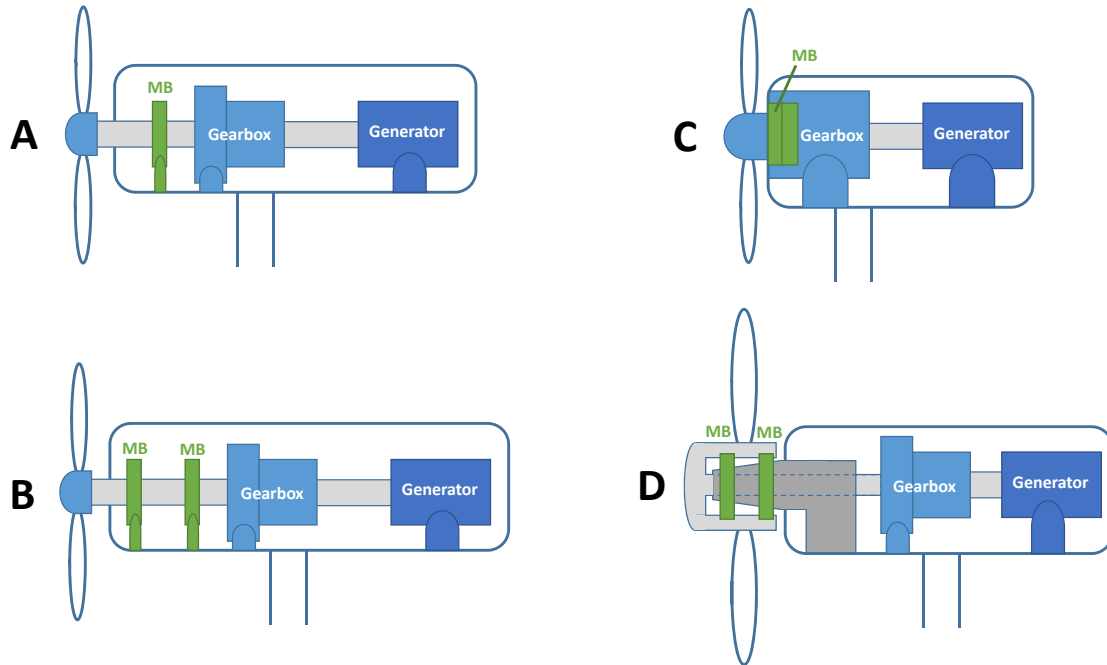 A
MB
Gearbox
Generator
C
MB
Gearbox
Generator
B
MB MB
Gearbox
Generator
D
MB MB
Gearbox
Generator